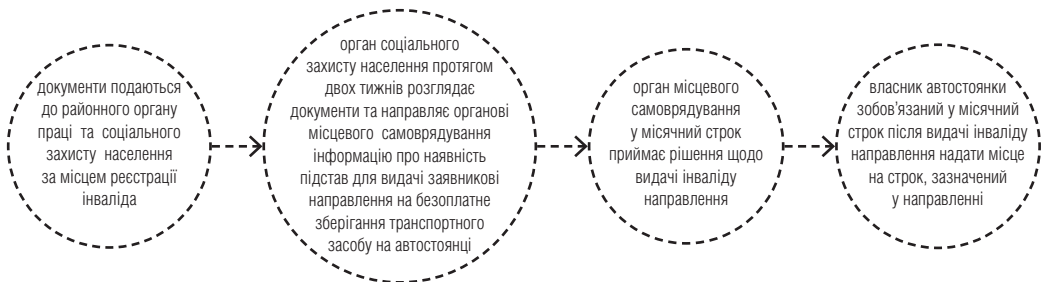 документи подаються
до районного органу
праці та соціального
захисту населення
за місцем реєстрації
інваліда
орган соціального
захисту населення протягом
двох тижнів розглядає
документи та направляє органові
місцевого самоврядування
інформацію про наявність
підстав для видачі заявникові
направлення на безоплатне
зберігання транспортного
засобу на автостоянці
орган місцевого
самоврядування
у місячний строк
приймає рішення щодо
видачі інваліду
направлення
власник автостоянки
зобов’язаний у місячний
строк після видачі інваліду
направлення надати місце
на строк, зазначений
у направленні